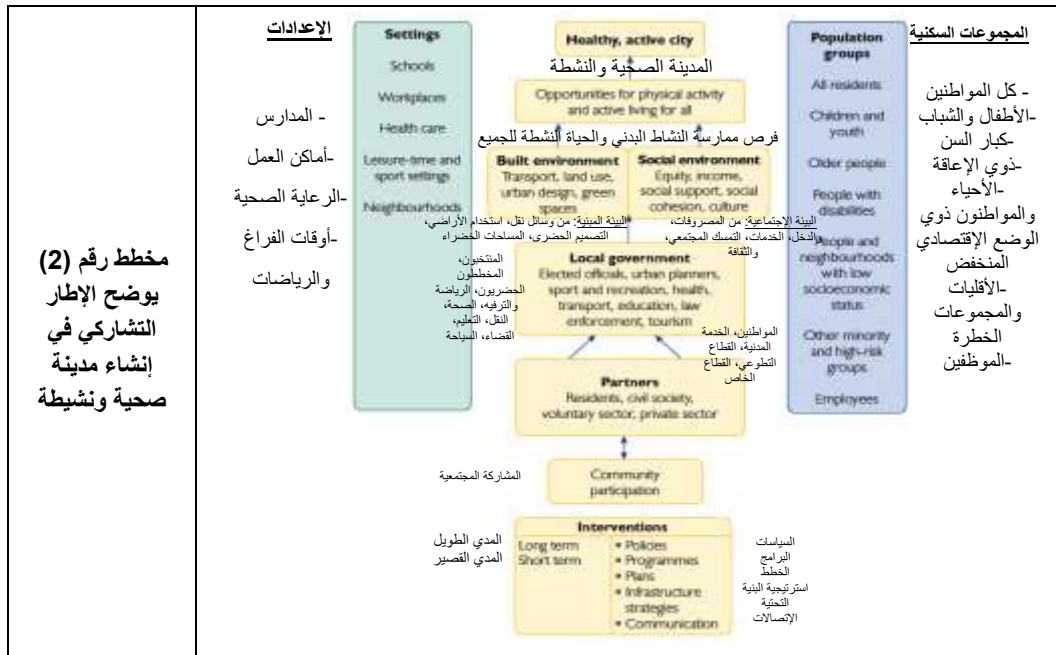 مخطط رقم (2)
يوضح الإطار
التشاركي في
إنشاء مدينة
صحية ونشيطة
الإعدادات
- المدارس
-أماكن العمل
-الرعاية الصحية
-أوقات الفراغ
والرياضات
Settings
Schools
Workplaces
Health care
Leisure-time and
sport settings
Neighbourhoods
Healthy, active city
المدينة الصحية والنشطة
Opportunities for physical activity
and active living for all
فرص ممارسة النشاط البدني والحياة النشطة للجميع
Built environment
Transport, land use,
urban design, green
spaces
Social environment
Equity, income,
social support, social
cohesion, culture
البيئة المبنية: من وسائل نقل، استخدام الأراضي،
التصميم الحضرى، المساحات الخضراء
البيئة الإجتماعية: من المصروفات،
والدخل، الخدمات، التمسك المجتمعي،
والثقافة
Local government
Elected officials, urban planners,
sport and recreation, health,
transport, education, law
enforcement, tourism
المنتخبون،
المخططون
الحضريون، الرياضة
والترفيه، الصحة،
النقل، التعليم،
القضاء، السياحة
المواطنين، الخدمة
المدنية، القطاع
التطوعي، القطاع
الخاص
Partners
Residents, civil society,
voluntary sector, private sector
المشاركة المجتمعية
Community
participation
Interventions
Long term
Short term
• Policies
• Programmes
• Plans
• Infrastructure
strategies
• Communication
المدي الطويل
المدي القصير
السياسات
البرامج
الخطط
استرتيجية البنية
التحتية
الإتصالات
Population
groups
All residents
Children and
youth
Older people
People with
disabilities
People and
neighbourhoods
with low
socioeconomic
status
Other minority
and high-risk
groups
Employees
المجموعات السكنية
- كل المواطنين
-الأطفال والشباب
-كبار السن
-ذوي الإعاقة
-الأحياء
والمواطنون ذوي
الوضع الإقتصادي
المنخفض
-الأقليات
والمجموعات
الخطرة
-الموظفين